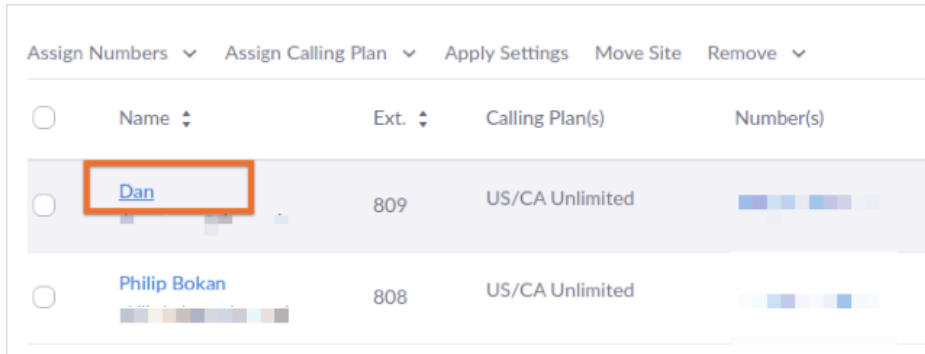 Assign Numbers Assign Calling Plan Apply Settings Move Site Remove
Name Ext. Calling Plan(s) Number(s)
Dan 809 US/CA Unlimited
Philip Bokan 808 US/CA Unlimited